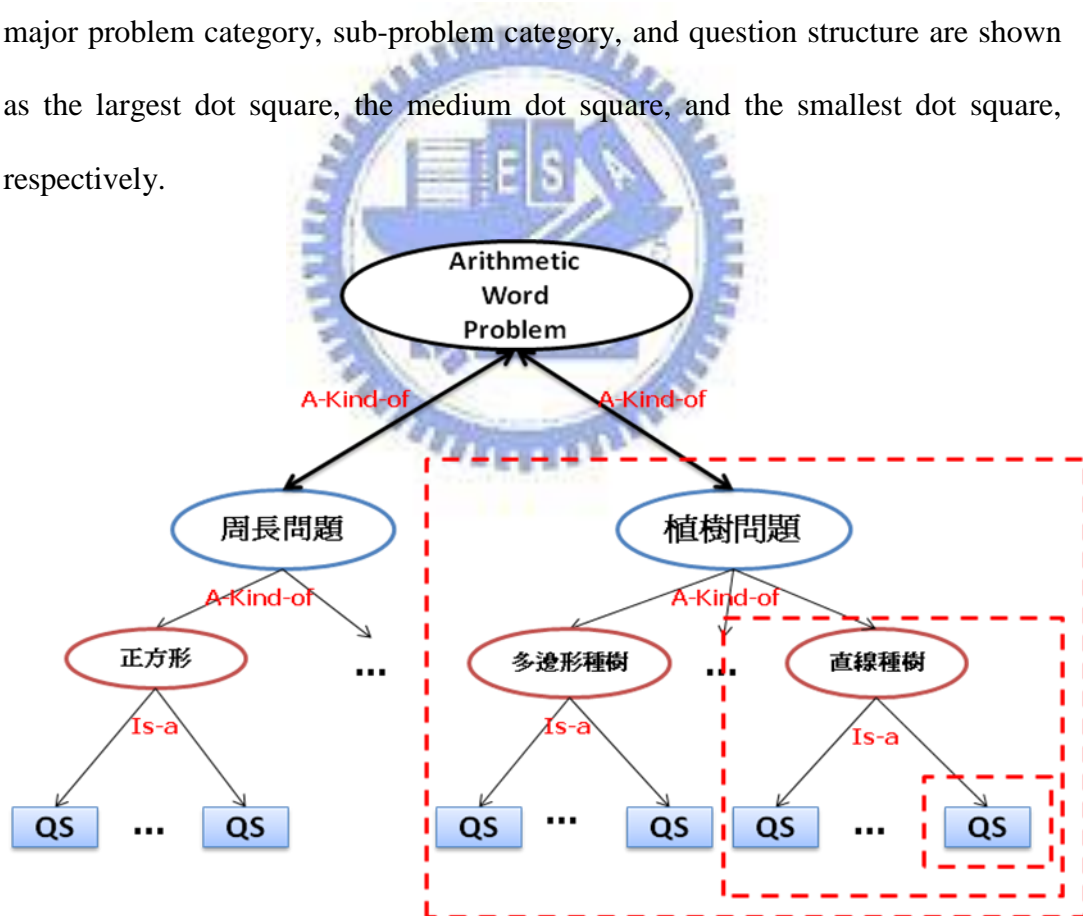 major problem category, sub-problem category, and question structure are shown
as the largest dot square, the medium dot square, and the smallest dot square,
respectively.
ESA
Arithmetic
Word
Problem
A-Kind-of A-Kind-of
周長問題 植樹問題
A-Kind-of A-Kind-of
正方形 ... 多邊形種樹 ... 直線種樹
Is-a Is-a Is-a
QS ... QS QS ... QS QS ... QS